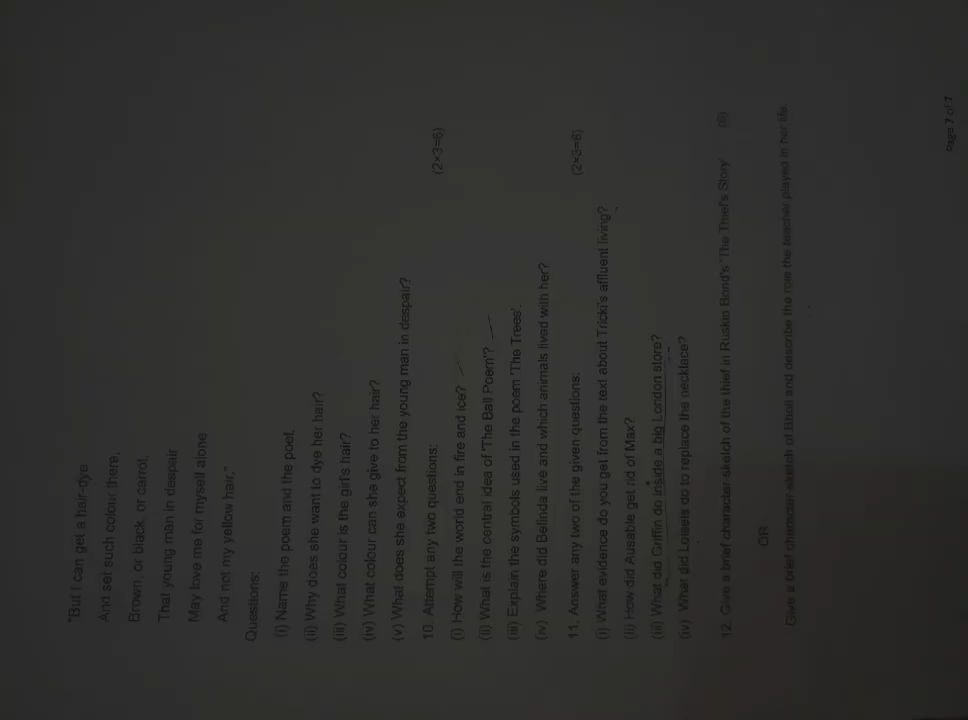 "But I can get a hair-dye
And set such colour there,
Brown, or black, or carrot,
That young man in despair
May love me for myself alone
And not my yellow hair,"
Questions:
(i) Name the poem and the poet.
(ii) Why does she want to dye her hair?
(iii) What colour is the girl's hair?
(iv) What colour can she give to her hair?
(v) What does she expect from the young man in despair?
10. Attempt any two questions: (2×3=6)
(i) How will the world end in fire and ice?
(ii) What is the central idea of 'The Ball Poem'?
(iii) Explain the symbols used in the poem 'The Trees'.
(iv) Where did Belinda live and which animals lived with her?
11. Answer any two of the given questions: (2×3=6)
(i) What evidence do you get from the text about Tricki's affluent living?
(ii) How did Ausable get rid of Max?
(iii) What did Griffin do inside a big London store?
(iv) What did Loisels do to replace the necklace?
12. Give a brief character-sketch of the thief in Ruskin Bond's 'The Thief's Story' (6)
OR
Give a brief character-sketch of Bholi and describe the role the teacher played in her life.
Page 7 of 7